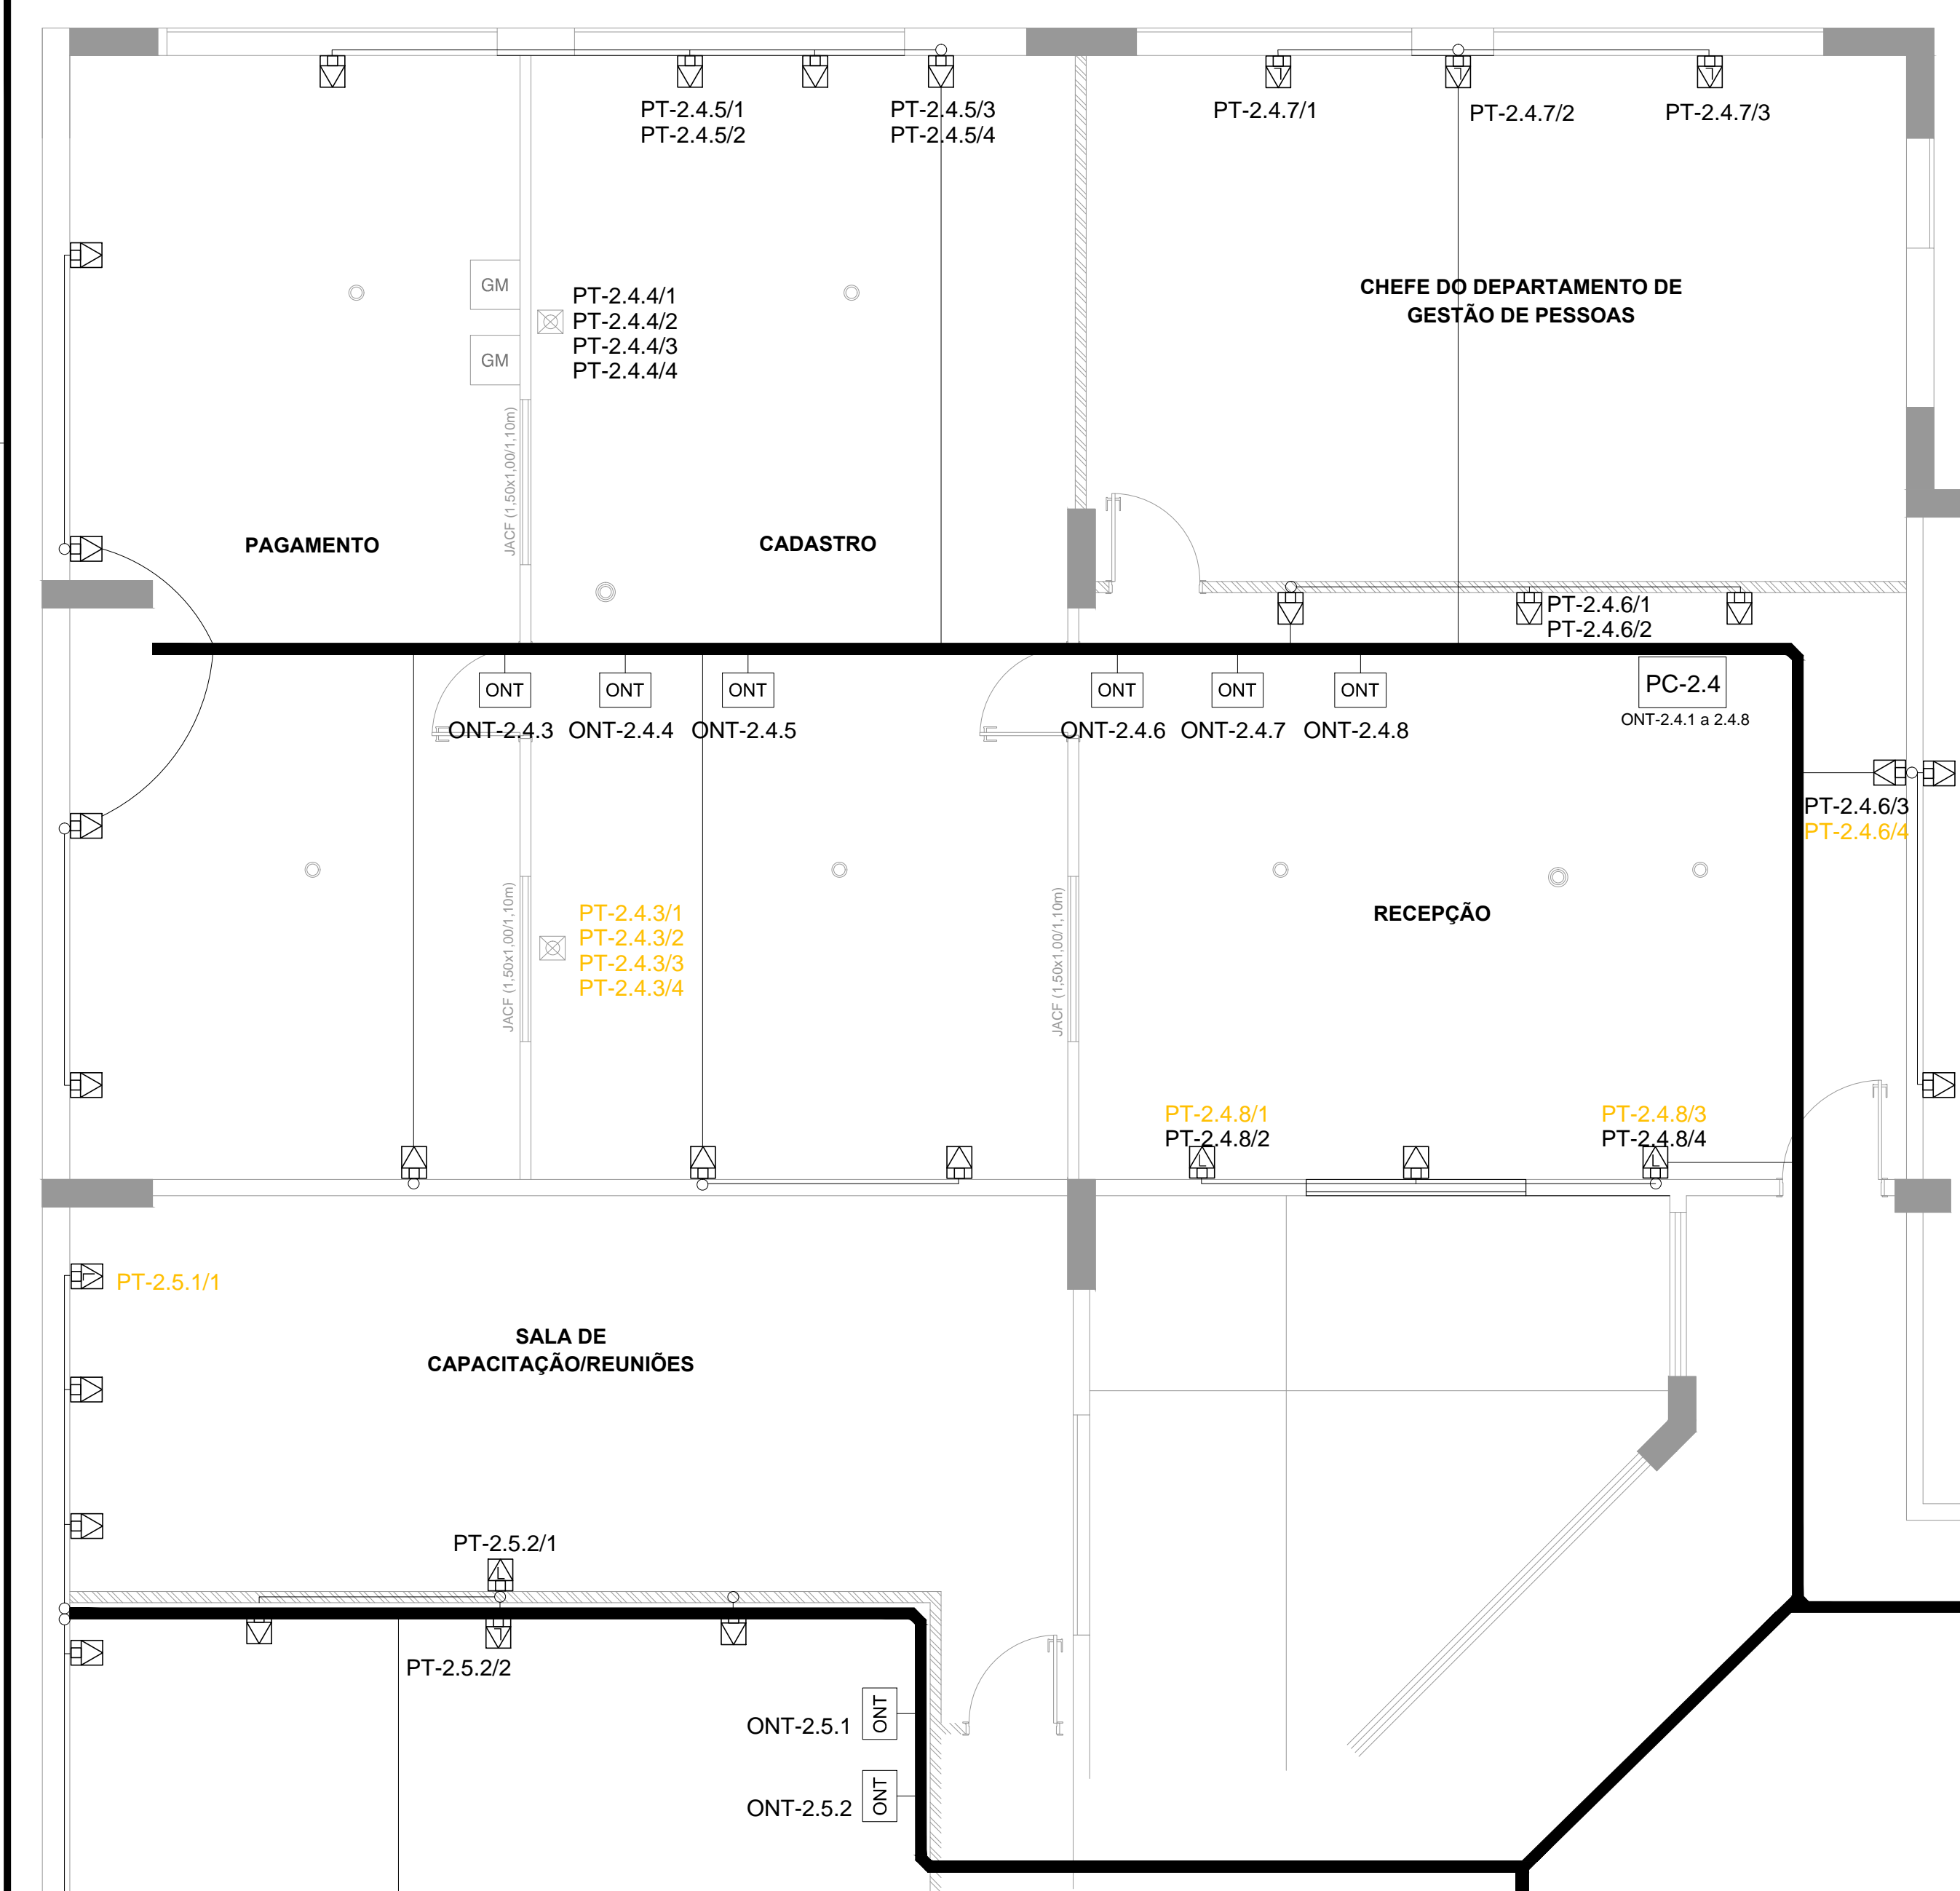 PT-2.4.5/1
PT-2.4.5/2
PT-2.4.5/3
PT-2.4.5/4
PT-2.4.7/1
PT-2.4.7/2
PT-2.4.7/3
GM
GM
PT-2.4.4/1
PT-2.4.4/2
PT-2.4.4/3
PT-2.4.4/4
CHEFE DO DEPARTAMENTO DE
GESTÃO DE PESSOAS
JACF (1,50x1,00/1,10m)
PAGAMENTO
CADASTRO
PT-2.4.6/1
PT-2.4.6/2
ONT
ONT
ONT
ONT
ONT
ONT
PC-2.4
ONT-2.4.1 a 2.4.8
ONT-2.4.3
ONT-2.4.4
ONT-2.4.5
ONT-2.4.6
ONT-2.4.7
ONT-2.4.8
PT-2.4.6/3
PT-2.4.6/4
JACF (1,50x1,00/1,10m)
PT-2.4.3/1
PT-2.4.3/2
PT-2.4.3/3
PT-2.4.3/4
JACF (1,50x1,00/1,10m)
RECEPÇÃO
PT-2.4.8/1
PT-2.4.8/2
PT-2.4.8/3
PT-2.4.8/4
L
L
PT-2.5.1/1
SALA DE
CAPACITAÇÃO/REUNIÕES
PT-2.5.2/1
L
PT-2.5.2/2
ONT-2.5.1
ONT
ONT-2.5.2
ONT